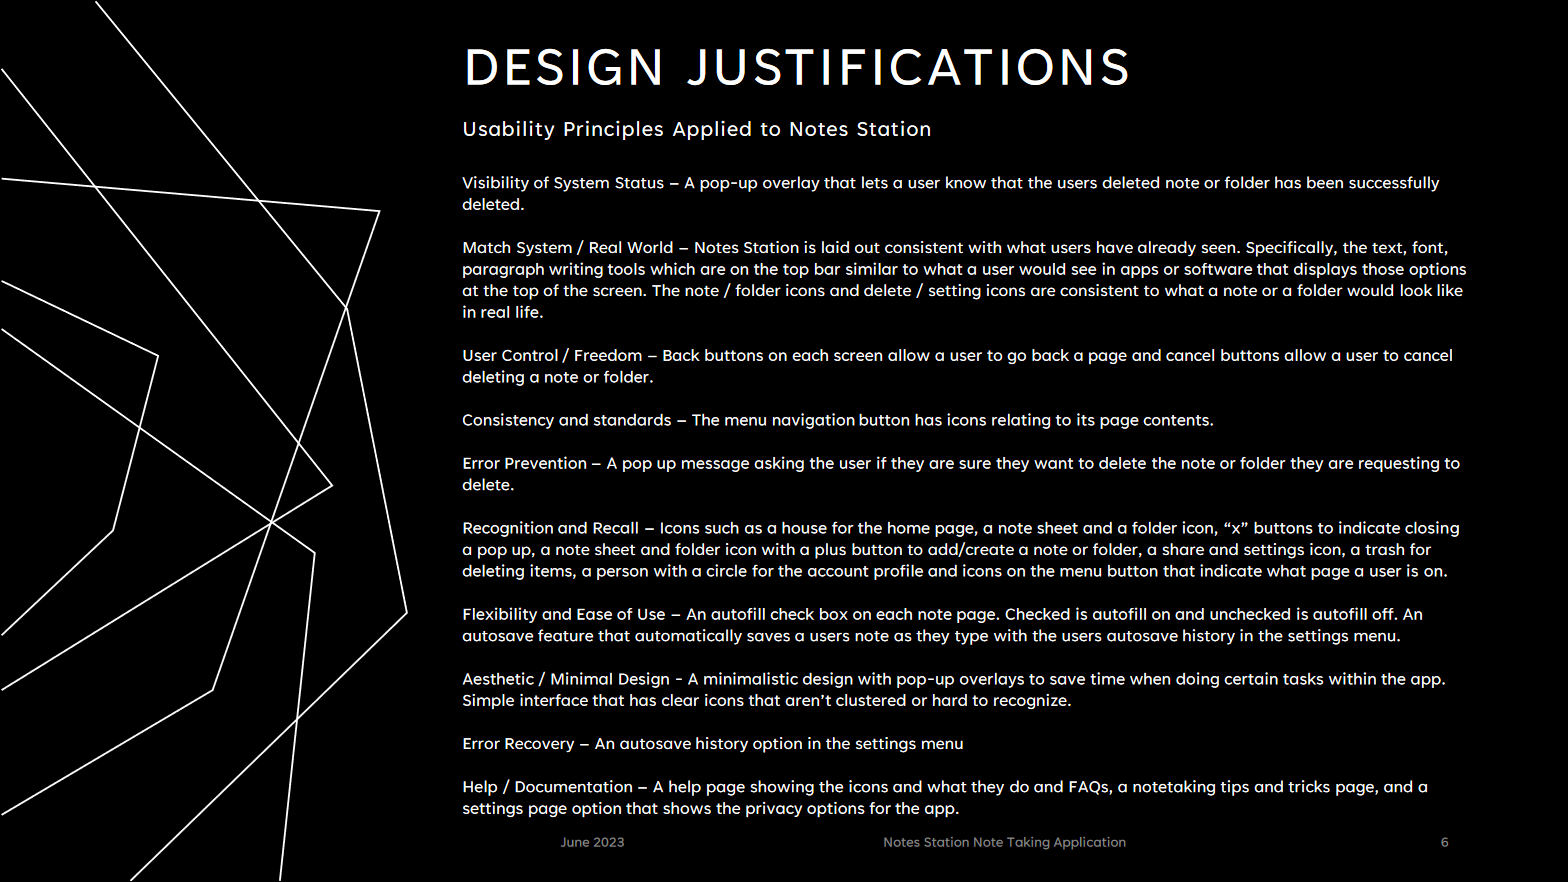 DESIGN JUSTIFICATIONS
Usability Principles Applied to Notes Station
Visibility of System Status – A pop-up overlay that lets a user know that the users deleted note or folder has been successfully
deleted.
Match System / Real World – Notes Station is laid out consistent with what users have already seen. Specifically, the text, font,
paragraph writing tools which are on the top bar similar to what a user would see in apps or software that displays those options
at the top of the screen. The note / folder icons and delete / setting icons are consistent to what a note or a folder would look like
in real life.
User Control / Freedom – Back buttons on each screen allow a user to go back a page and cancel buttons allow a user to cancel
deleting a note or folder.
Consistency and standards – The menu navigation button has icons relating to its page contents.
Error Prevention – A pop up message asking the user if they are sure they want to delete the note or folder they are requesting to
delete.
Recognition and Recall – Icons such as a house for the home page, a note sheet and a folder icon, “x” buttons to indicate closing
a pop up, a note sheet and folder icon with a plus button to add/create a note or folder, a share and settings icon, a trash for
deleting items, a person with a circle for the account profile and icons on the menu button that indicate what page a user is on.
Flexibility and Ease of Use – An autofill check box on each note page. Checked is autofill on and unchecked is autofill off. An
autosave feature that automatically saves a users note as they type with the users autosave history in the settings menu.
Aesthetic / Minimal Design - A minimalistic design with pop-up overlays to save time when doing certain tasks within the app.
Simple interface that has clear icons that aren’t clustered or hard to recognize.
Error Recovery – An autosave history option in the settings menu
Help / Documentation – A help page showing the icons and what they do and FAQs, a notetaking tips and tricks page, and a
settings page option that shows the privacy options for the app.
June 2023
Notes Station Note Taking Application
6